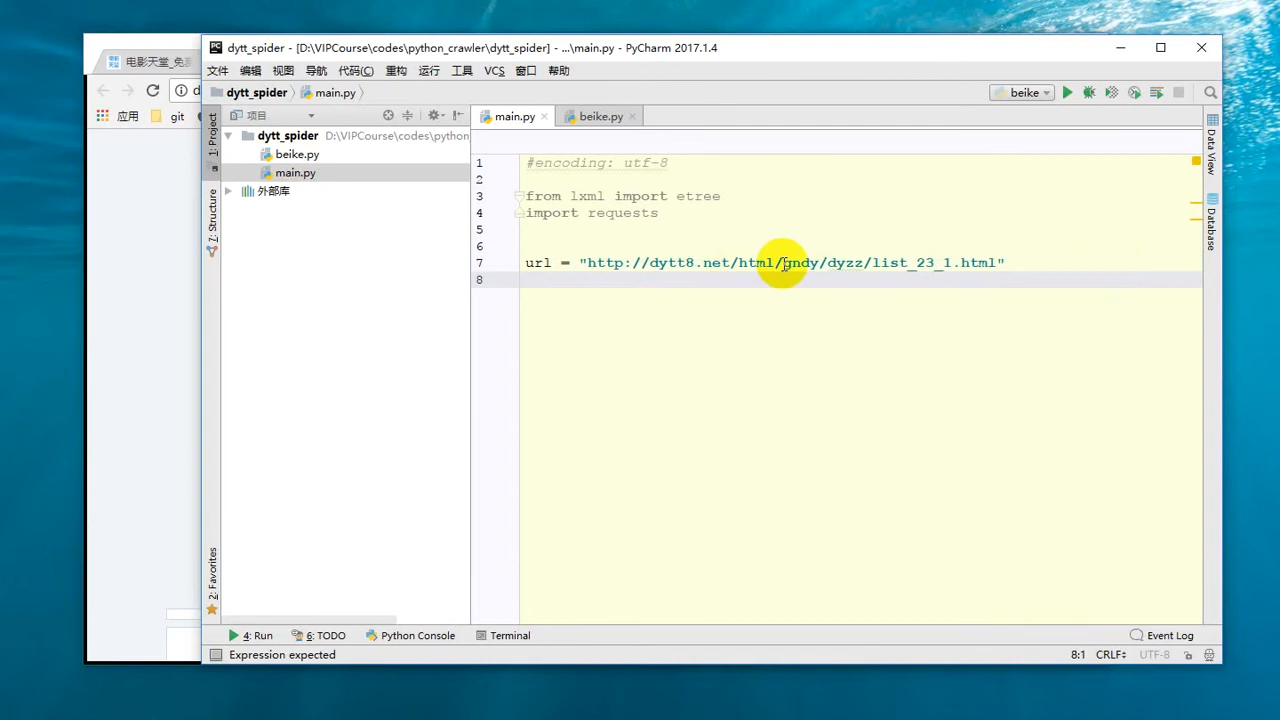 dytt_spider - [D:\VIPCourse\codes\python_crawler\dytt_spider] - ...\main.py - PyCharm 2017.1.4
电影天堂_免
文件 编辑 视图 导航 代码(C) 重构 运行 工具 VCS 窗口 帮助
dytt_spider main.py beike
应用 git
1: Project
项目
main.py beike.py
dytt_spider D:\VIPCourse\codes\python
beike.py
main.py
外部库
7: Structure
2: Favorites
1 #encoding: utf-8
2
3 from lxml import etree
4 import requests
5
6
7 url = "http://dytt8.net/html/gndy/dyzz/list_23_1.html"
8
Data View
Database
4: Run 6: TODO Python Console Terminal Event Log
Expression expected 8:1 CRLF UTF-8